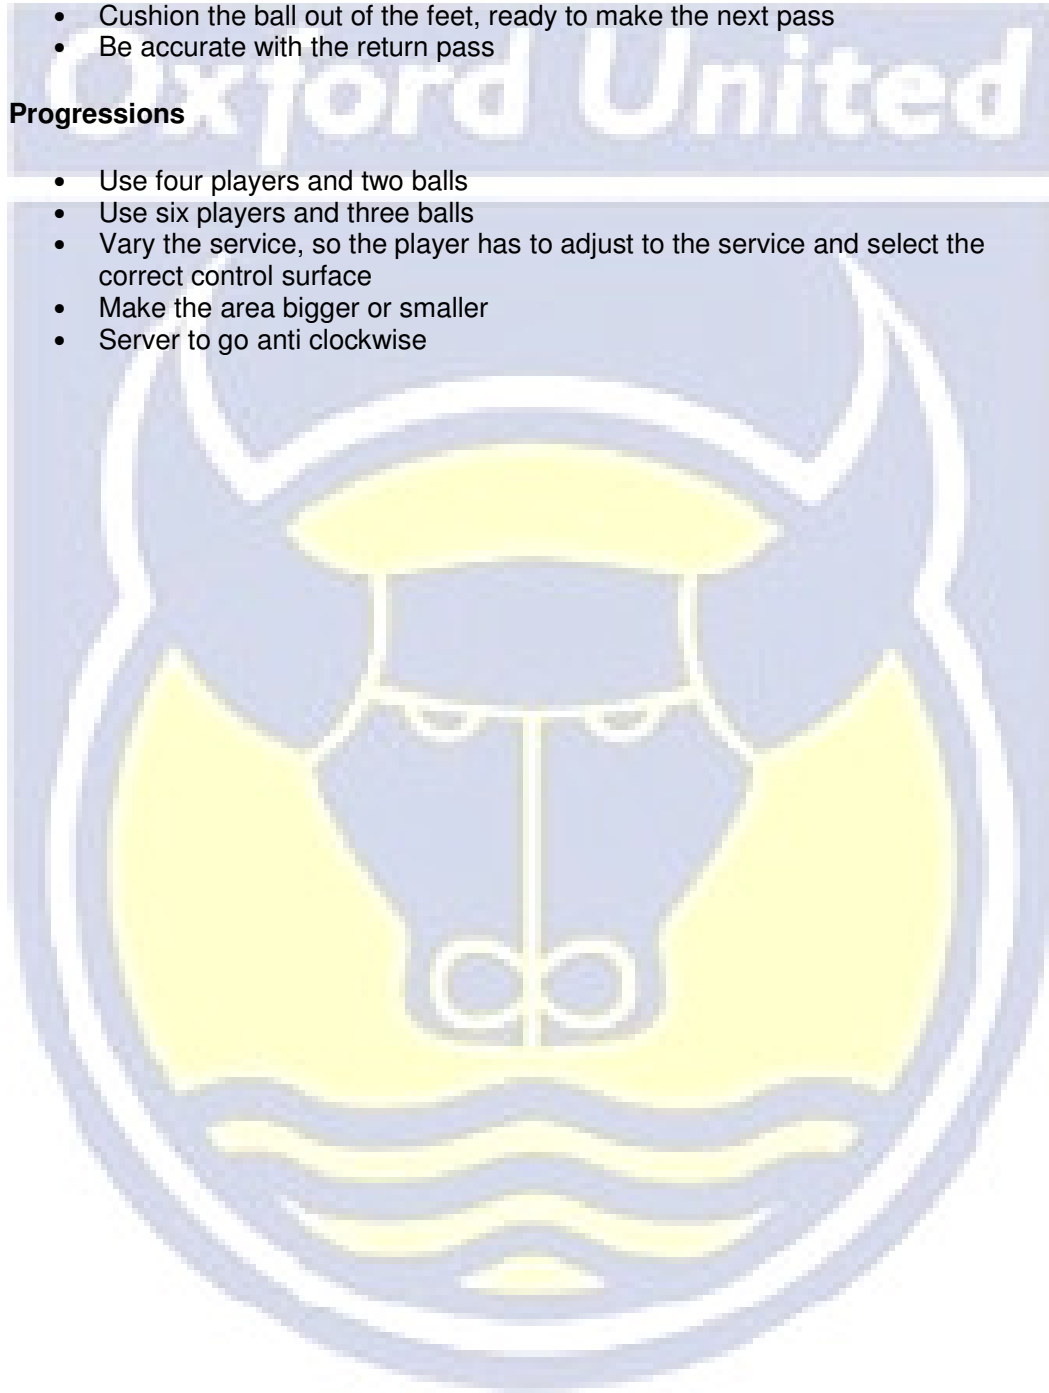 • Cushion the ball out of the feet, ready to make the next pass
• Be accurate with the return pass
Oxford United
Progressions
• Use four players and two balls
• Use six players and three balls
• Vary the service, so the player has to adjust to the service and select the
correct control surface
• Make the area bigger or smaller
• Server to go anti clockwise